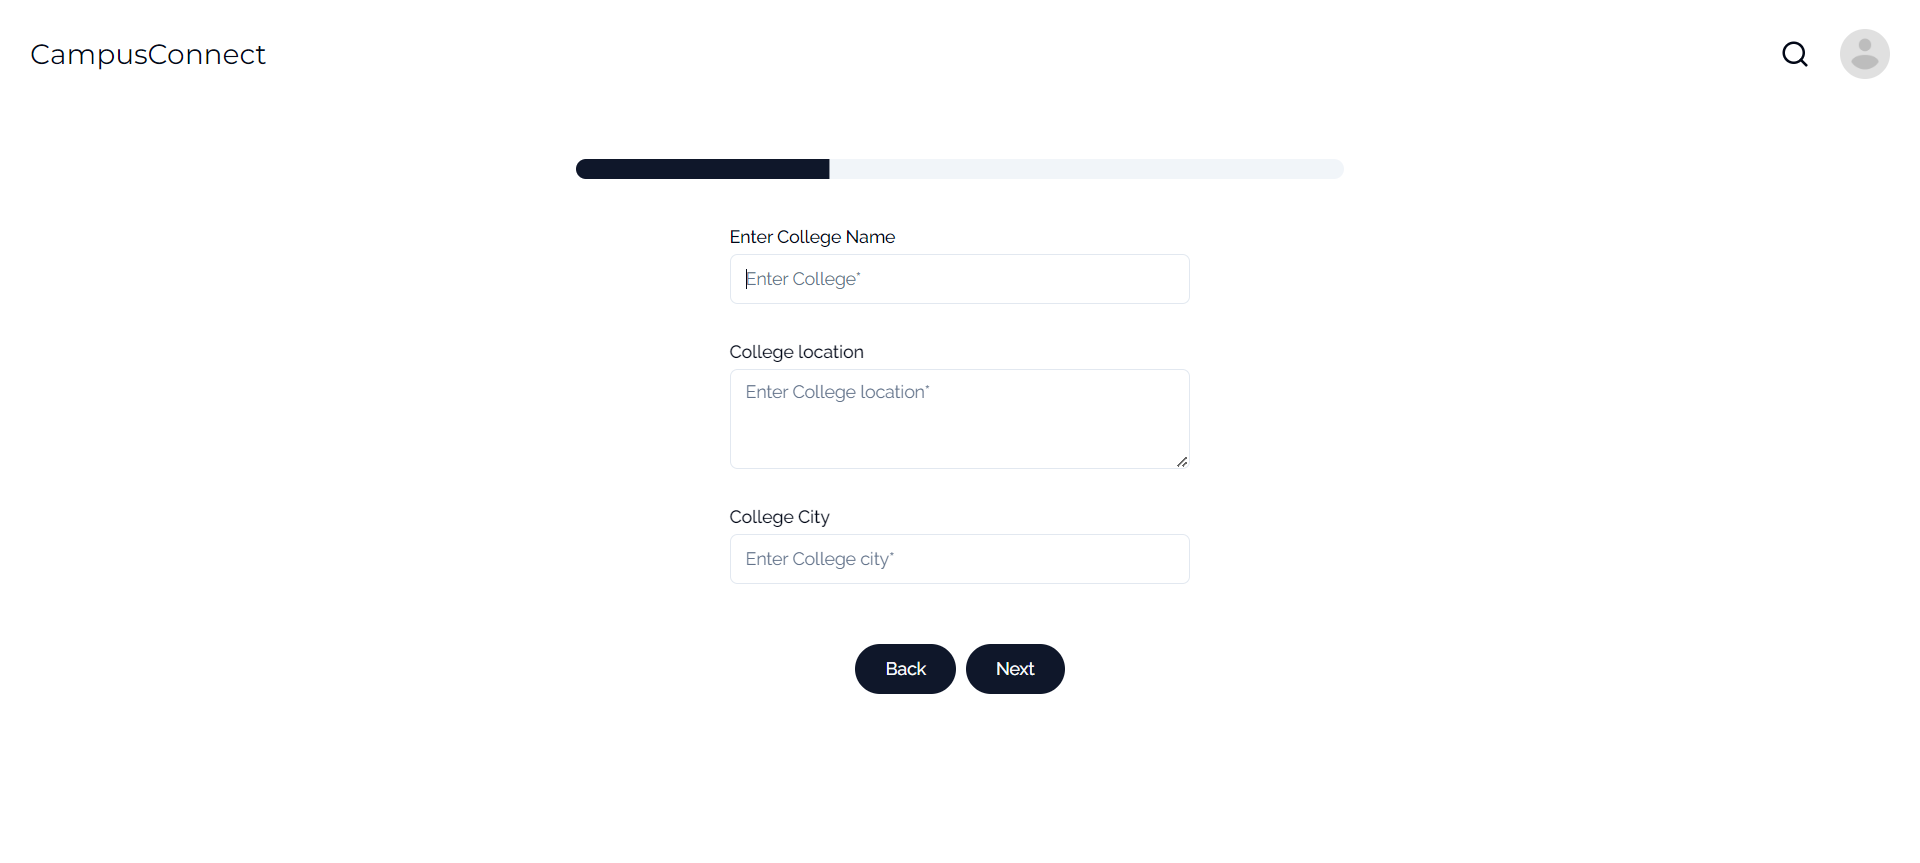 CampusConnect
Enter College Name
Enter College*
College location
Enter College location*
College City
Enter College city*
Back
Next